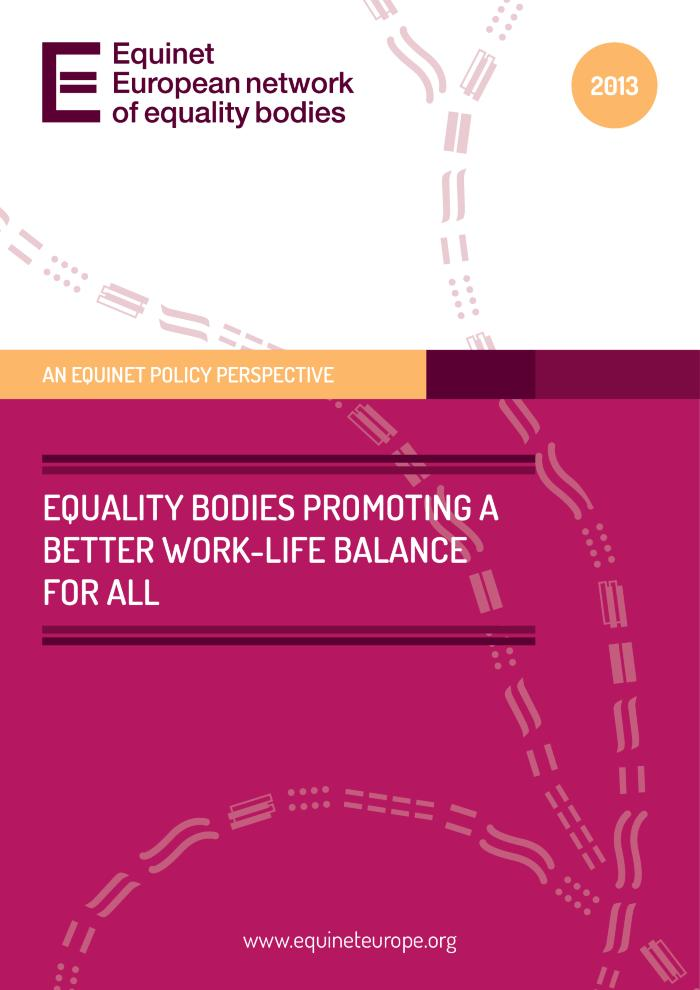 Equinet
European network
of equality bodies
2013
AN EQUINET POLICY PERSPECTIVE
EQUALITY BODIES PROMOTING A
BETTER WORK-LIFE BALANCE
FOR ALL
www.equineteurope.org